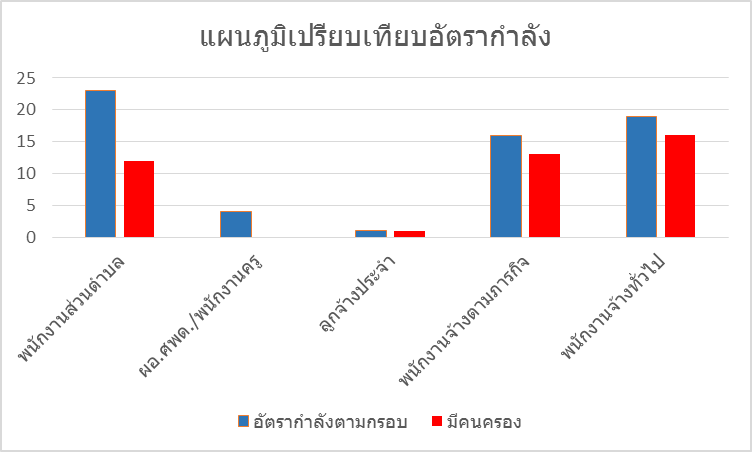 แผนภูมิเปรียบเทียบอัตรากำลัง
25
20
15
10
5
0
พนักงานส่วนตำบล
ผอ.ศพด./พนักงานครู
ลูกจ้างประจำ
พนักงานจ้างตามภารกิจ
พนักงานจ้างทั่วไป
อัตรากำลังตามกรอบ มีคนครอง